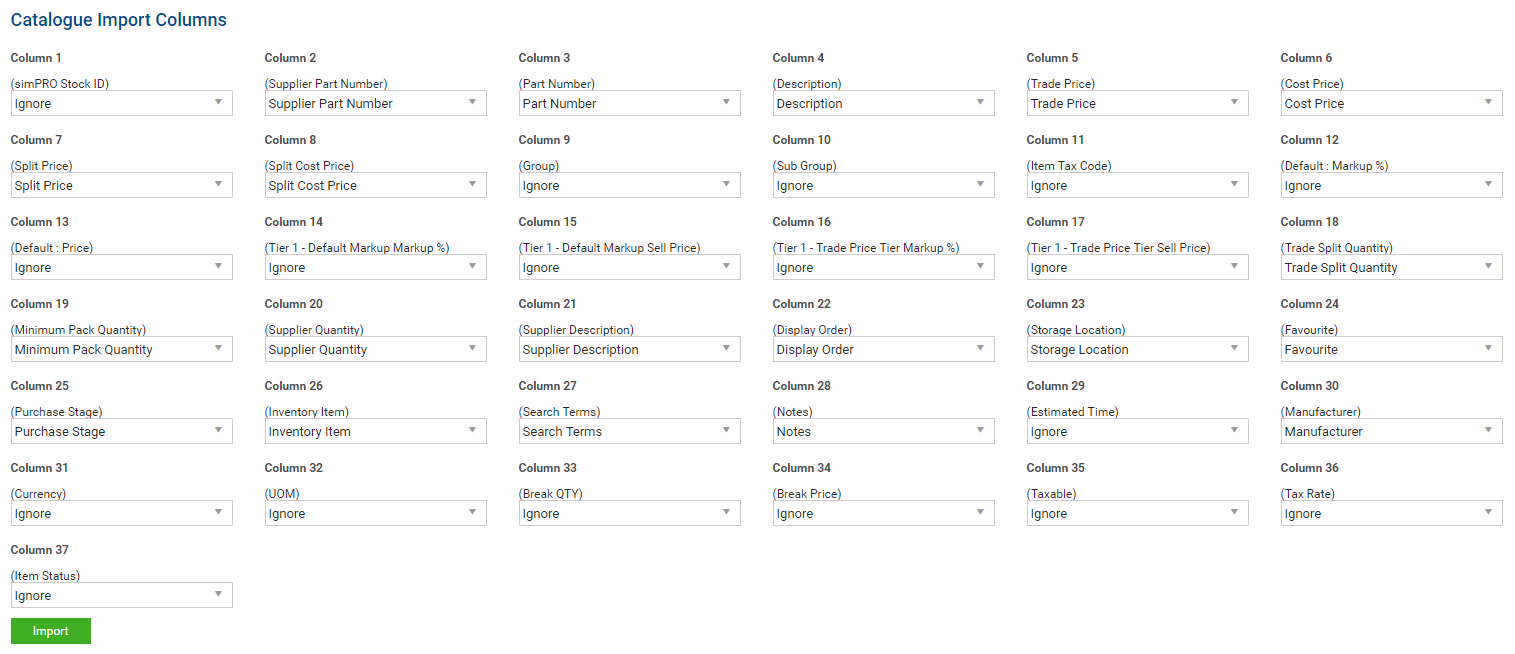 Catalogue Import Columns
Column 1 Column 2 Column 3 Column 4 Column 5 Column 6
(simPRO Stock ID) (Supplier Part Number) (Part Number) (Description) (Trade Price) (Cost Price)
Ignore Supplier Part Number Part Number Description Trade Price Cost Price
Column 7 Column 8 Column 9 Column 10 Column 11 Column 12
(Split Price) (Split Cost Price) (Group) (Sub Group) (Item Tax Code) (Default : Markup %)
Split Price Split Cost Price Ignore Ignore Ignore Ignore
Column 13 Column 14 Column 15 Column 16 Column 17 Column 18
(Default : Price) (Tier 1 - Default Markup Markup %) (Tier 1 - Default Markup Sell Price) (Tier 1 - Trade Price Tier Markup %) (Tier 1 - Trade Price Tier Sell Price) (Trade Split Quantity)
Ignore Ignore Ignore Ignore Ignore Trade Split Quantity
Column 19 Column 20 Column 21 Column 22 Column 23 Column 24
(Minimum Pack Quantity) (Supplier Quantity) (Supplier Description) (Display Order) (Storage Location) (Favourite)
Minimum Pack Quantity Supplier Quantity Supplier Description Display Order Storage Location Favourite
Column 25 Column 26 Column 27 Column 28 Column 29 Column 30
(Purchase Stage) (Inventory Item) (Search Terms) (Notes) (Estimated Time) (Manufacturer)
Purchase Stage Inventory Item Search Terms Notes Ignore Manufacturer
Column 31 Column 32 Column 33 Column 34 Column 35 Column 36
(Currency) (UOM) (Break QTY) (Break Price) (Taxable) (Tax Rate)
Ignore Ignore Ignore Ignore Ignore Ignore
Column 37
(Item Status)
Ignore
Import